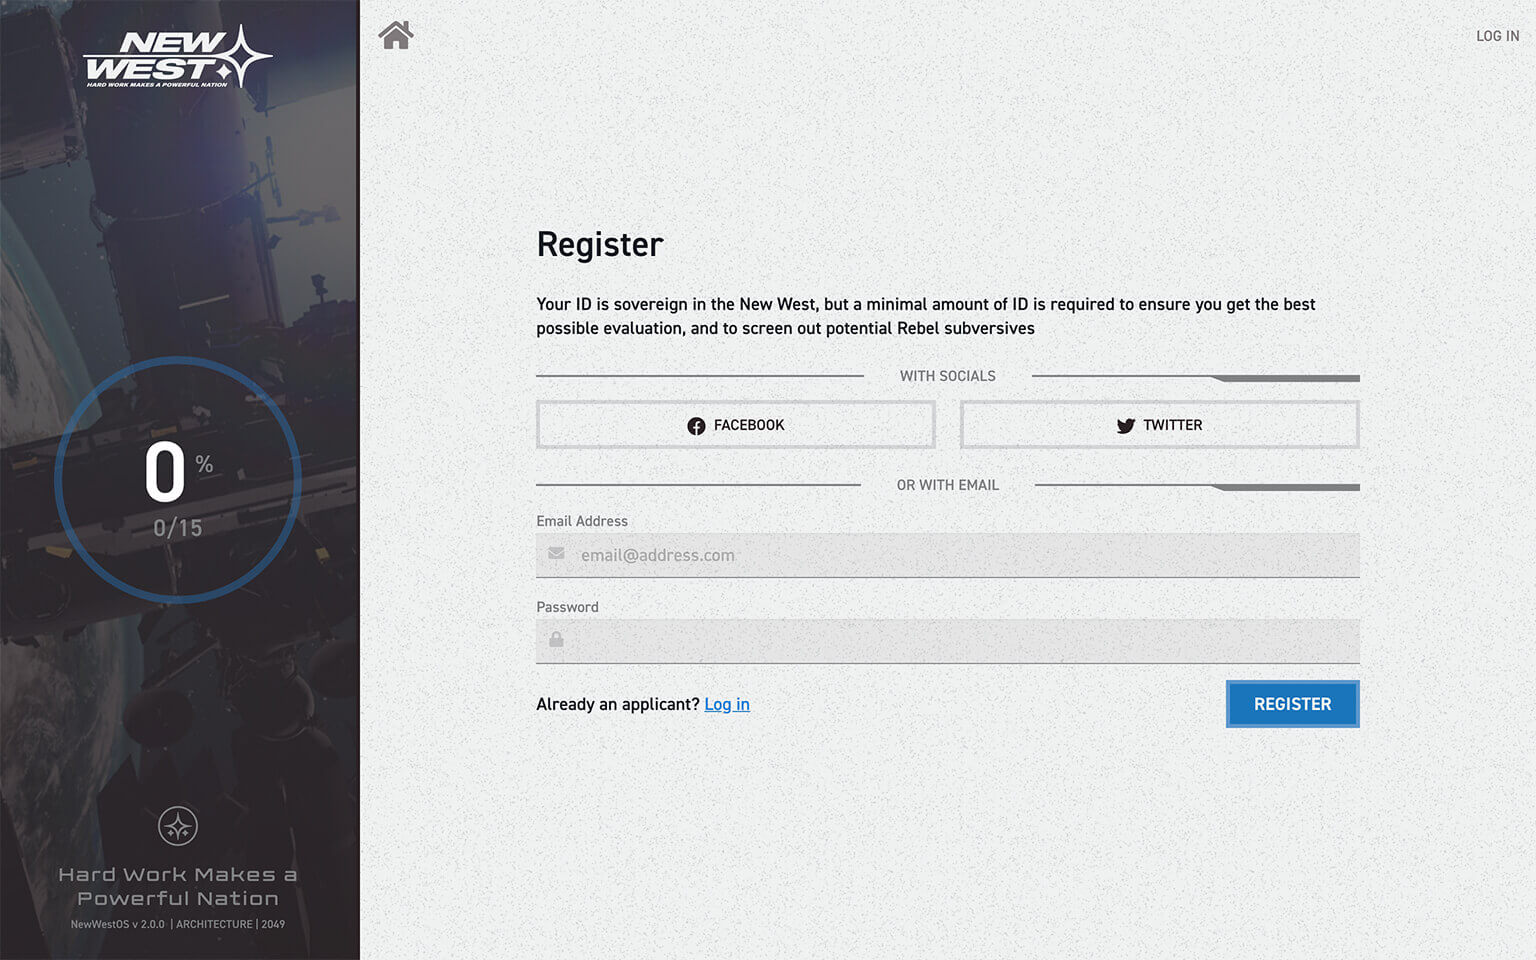 NEW
WEST
HARD WORK MAKES A POWERFUL NATION
0 %
0/15
Hard Work Makes a
Powerful Nation
NewWestOS v 2.0.0 | ARCHITECTURE | 2049
LOG IN
Register
Your ID is sovereign in the New West, but a minimal amount of ID is required to ensure you get the best
possible evaluation, and to screen out potential Rebel subversives
WITH SOCIALS
FACEBOOK
TWITTER
OR WITH EMAIL
Email Address
email@address.com
Password
Already an applicant? Log in
REGISTER